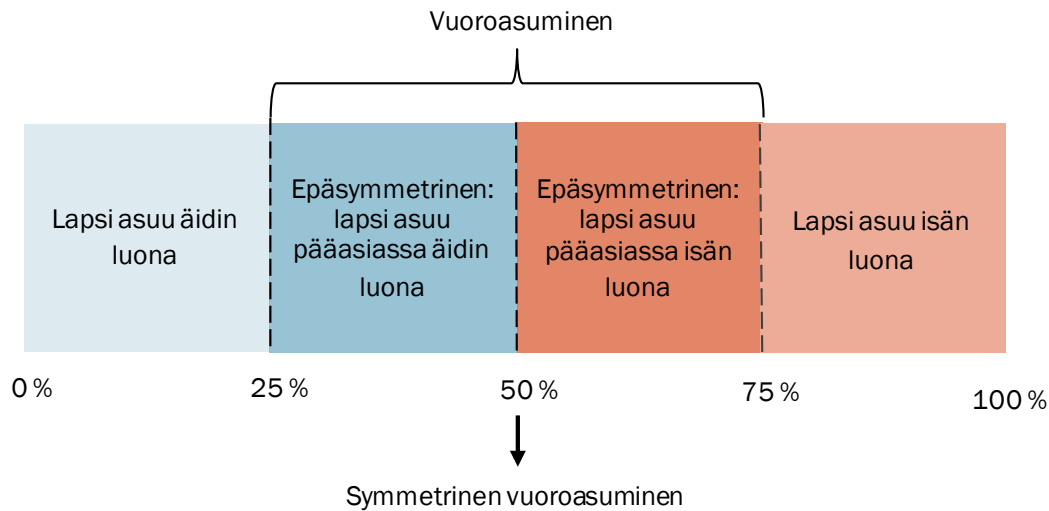 Vuoroasuminen
Lapsi asuu äidin
luona
Epäsymmetrinen:
lapsi asuu
pääasiassa äidin
luona
Epäsymmetrinen:
lapsi asuu
pääasiassa isän
luona
Lapsi asuu isän
luona
0 %
25 %
50 %
75 %
100 %
Symmetrinen vuoroasuminen